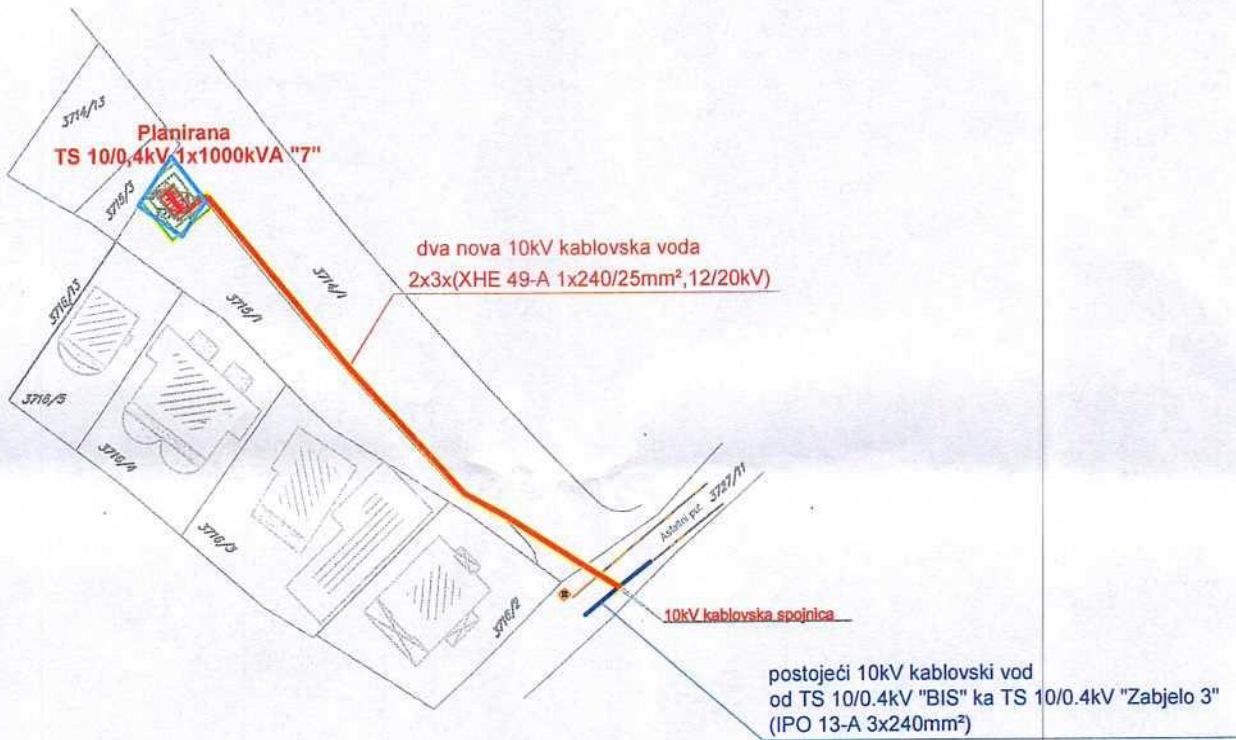 3714/13
Planirana
TS 10/0,4kV 1x1000kVA "7"
3715/3
dva nova 10kV kablovska voda
2x3x(XHE 49-A 1x240/25mm²,12/20kV)
3714/1
3715/1
3716/13
3716/5
3716/4
3716/3
3716/2
Asfaltni put 3727/11
10kV kablovska spojnica
postojeći 10kV kablovski vod
od TS 10/0.4kV "BIS" ka TS 10/0.4kV "Zabjelo 3"
(IPO 13-A 3x240mm²)